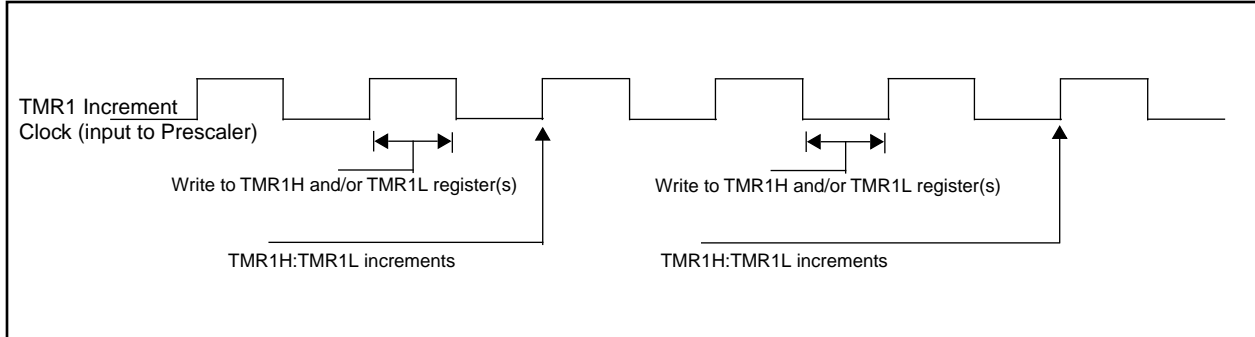 TMR1 Increment
Clock (input to Prescaler)
Write to TMR1H and/or TMR1L register(s)
Write to TMR1H and/or TMR1L register(s)
TMR1H:TMR1L increments
TMR1H:TMR1L increments